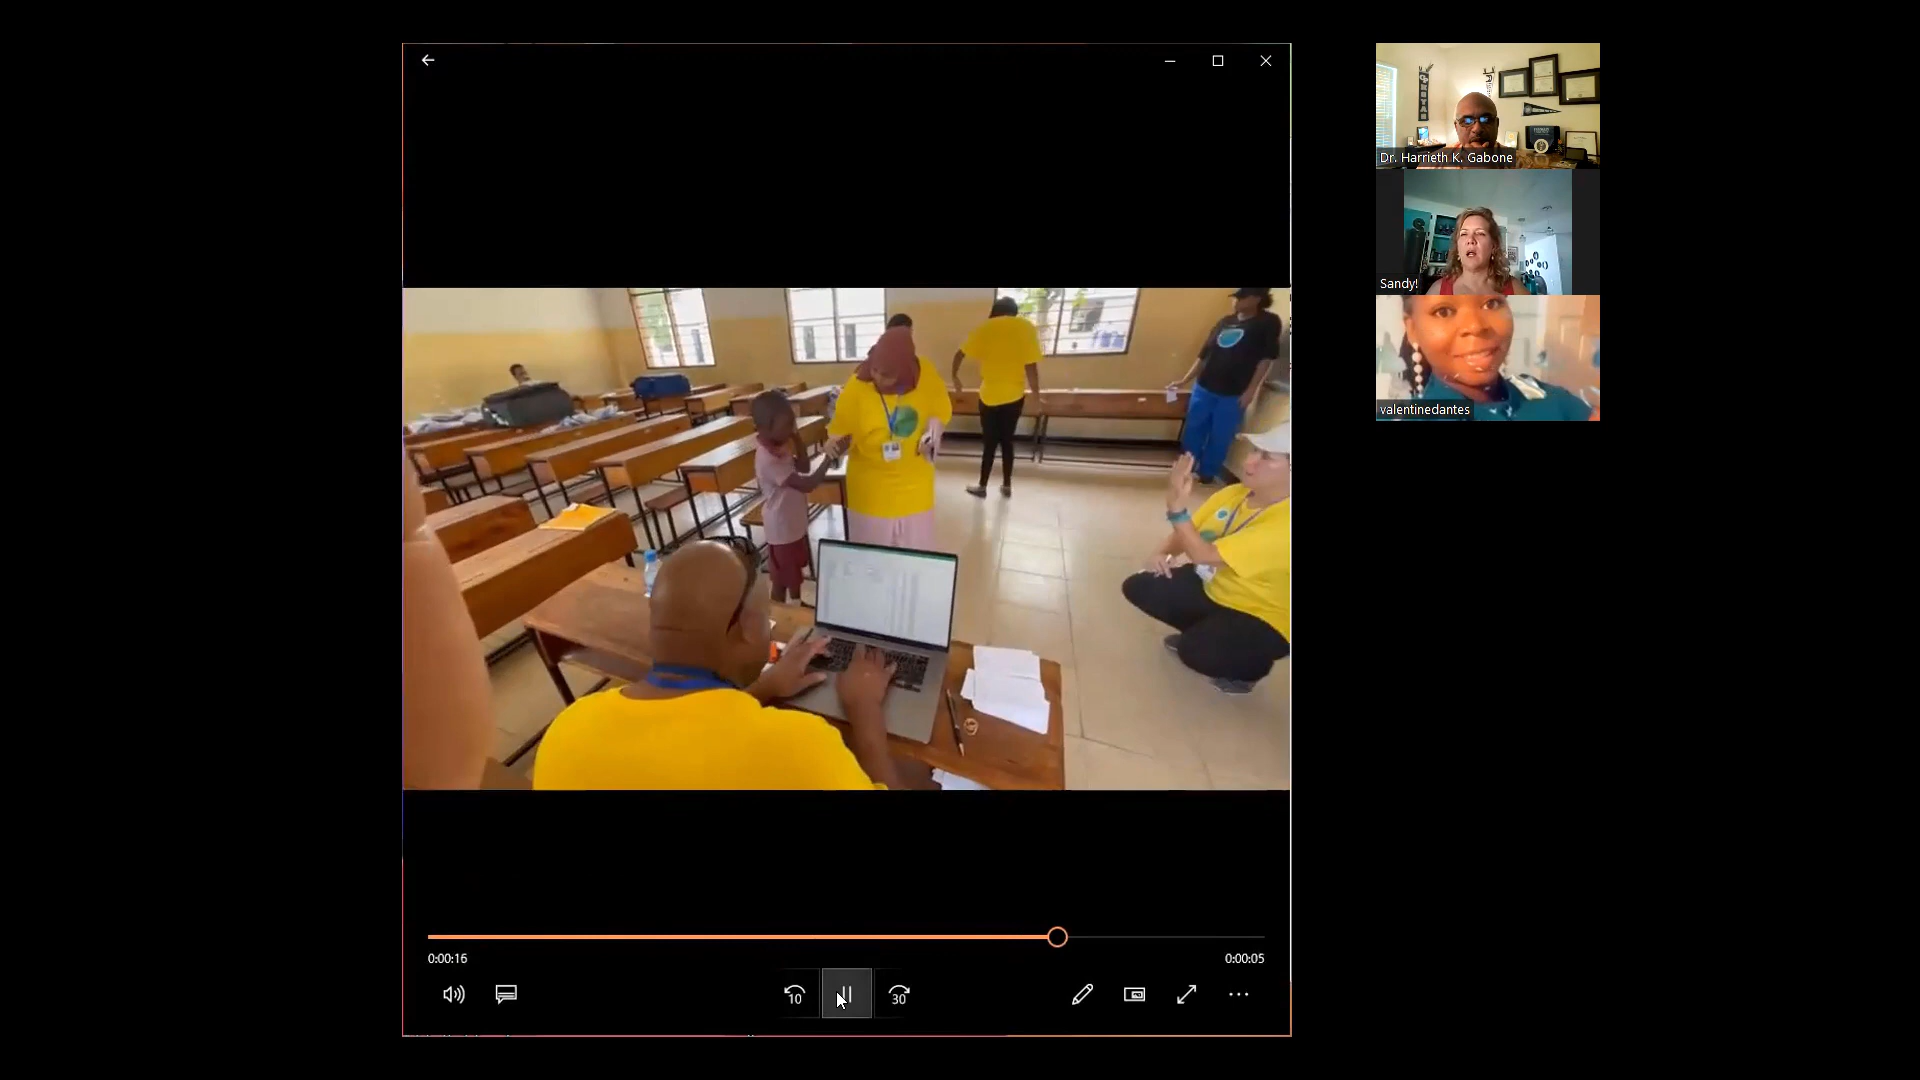 Dr. Harrieth K. Gabone
Sandy!
valentinedantes
0:00:16
0:00:05
10
30